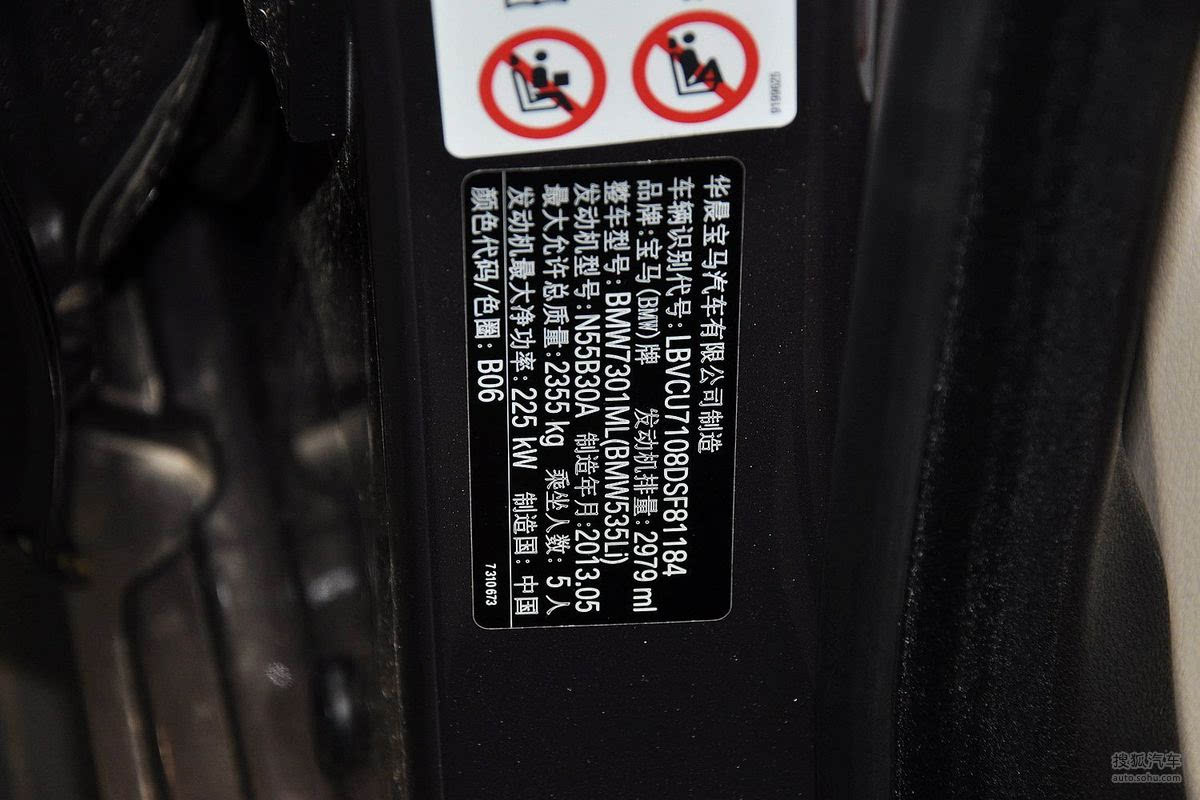 9196926
华晨宝马汽车有限公司制造
车辆识别代号:LBVCU7108DSF81184
品牌:宝马(BMW)牌 发动机排量:2979 ml
整车型号:BMW7301ML(BMW535Li)
发动机型号:N55B30A 制造年月:2013.05
最大允许总质量:2355 kg 乘坐人数: 5 人
发动机最大净功率:225 kW 制造国: 中国
颜色代码/色圈: B06
7 310 673
搜狐汽车
auto.sohu.com